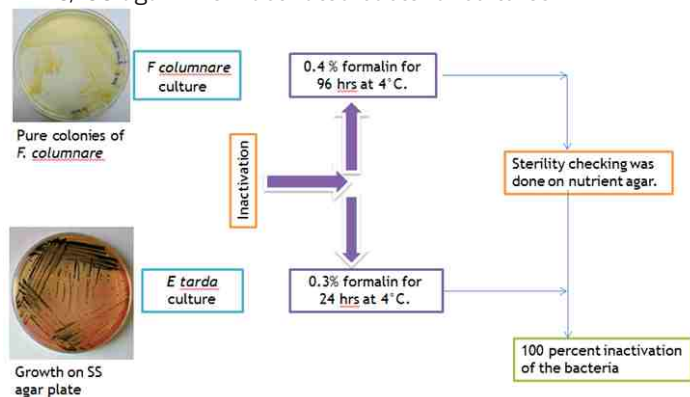 F columnare
culture
0.4 % formalin for
96 hrs at 4°C.
Pure colonies of
F. columnare
Inactivation
Sterility checking was
done on nutrient agar.
E tarda
culture
0.3% formalin for
24 hrs at 4°C.
100 percent inactivation
of the bacteria
Growth on SS
agar plate